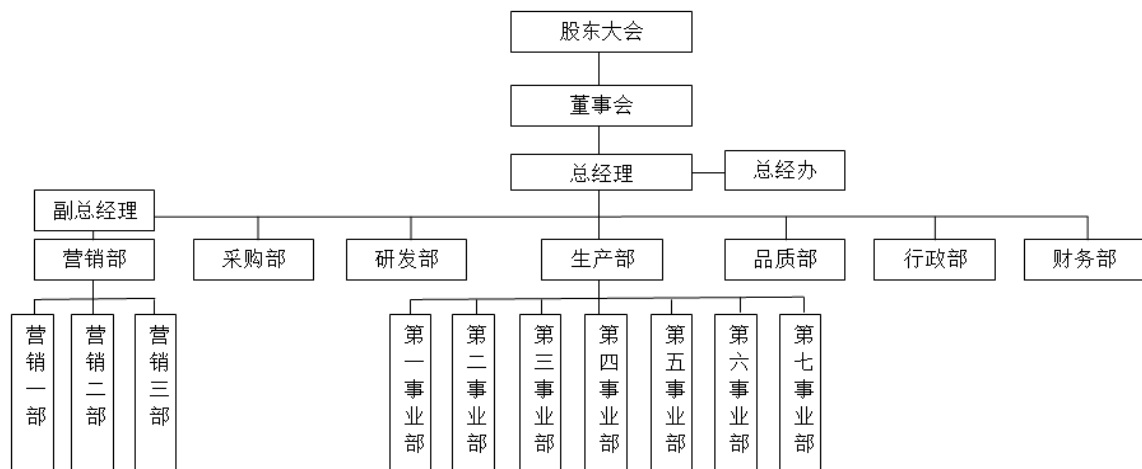 股东大会
董事会
总经理
总经办
副总经理
营销部
采购部
研发部
生产部
品质部
行政部
财务部
营销一部
营销二部
营销三部
第一事业部
第二事业部
第三事业部
第四事业部
第五事业部
第六事业部
第七事业部